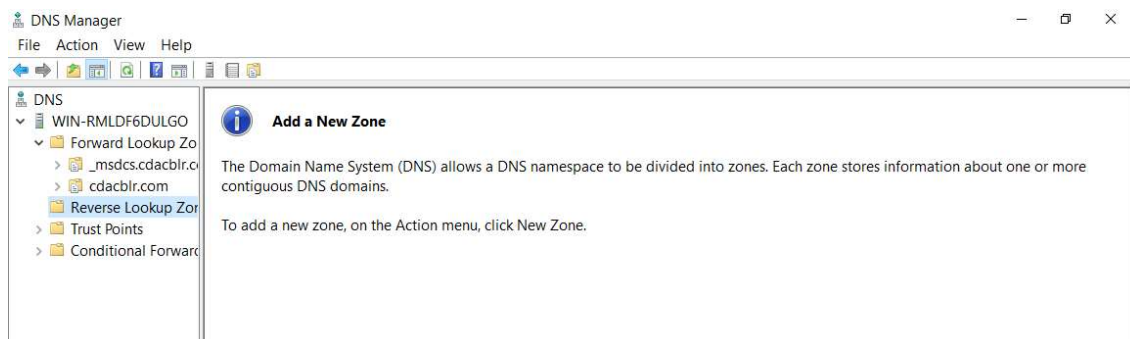 DNS Manager
File Action View Help
DNS
WIN-RMLDF6DULGO
Forward Lookup Zo
_msdcs.cdacblr.c
cdacblr.com
Reverse Lookup Zor
Trust Points
Conditional Forward
Add a New Zone
The Domain Name System (DNS) allows a DNS namespace to be divided into zones. Each zone stores information about one or more
contiguous DNS domains.
To add a new zone, on the Action menu, click New Zone.